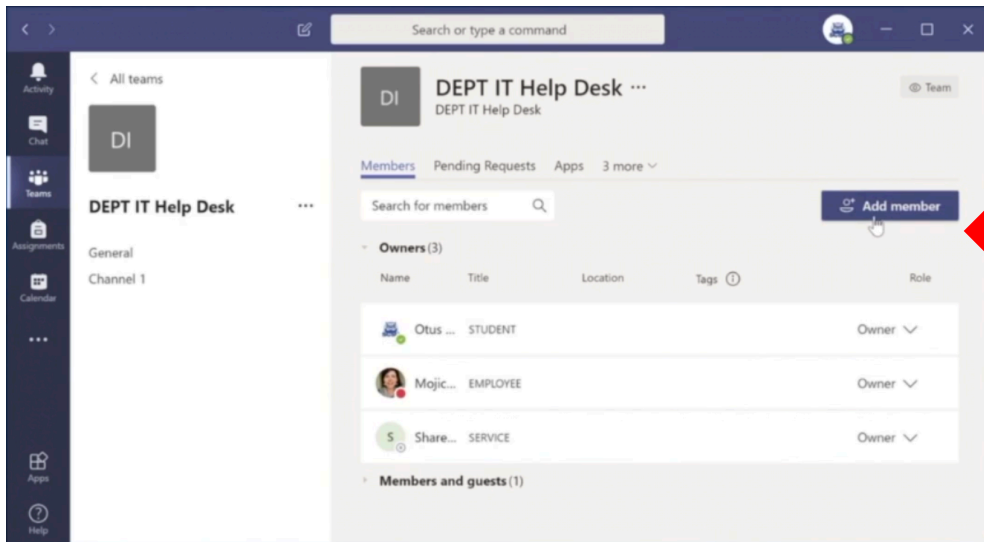 Search or type a command
Activity
Chat
Teams
Assignments
Calendar
Apps
Help
All teams
DI
DEPT IT Help Desk ...
General
Channel 1
DI
DEPT IT Help Desk ...
DEPT IT Help Desk
Team
Members Pending Requests Apps 3 more
Search for members
Add member
Owners (3)
Name Title Location Tags Role
Otus ... STUDENT Owner
Mojic... EMPLOYEE Owner
S Share... SERVICE Owner
Members and guests (1)